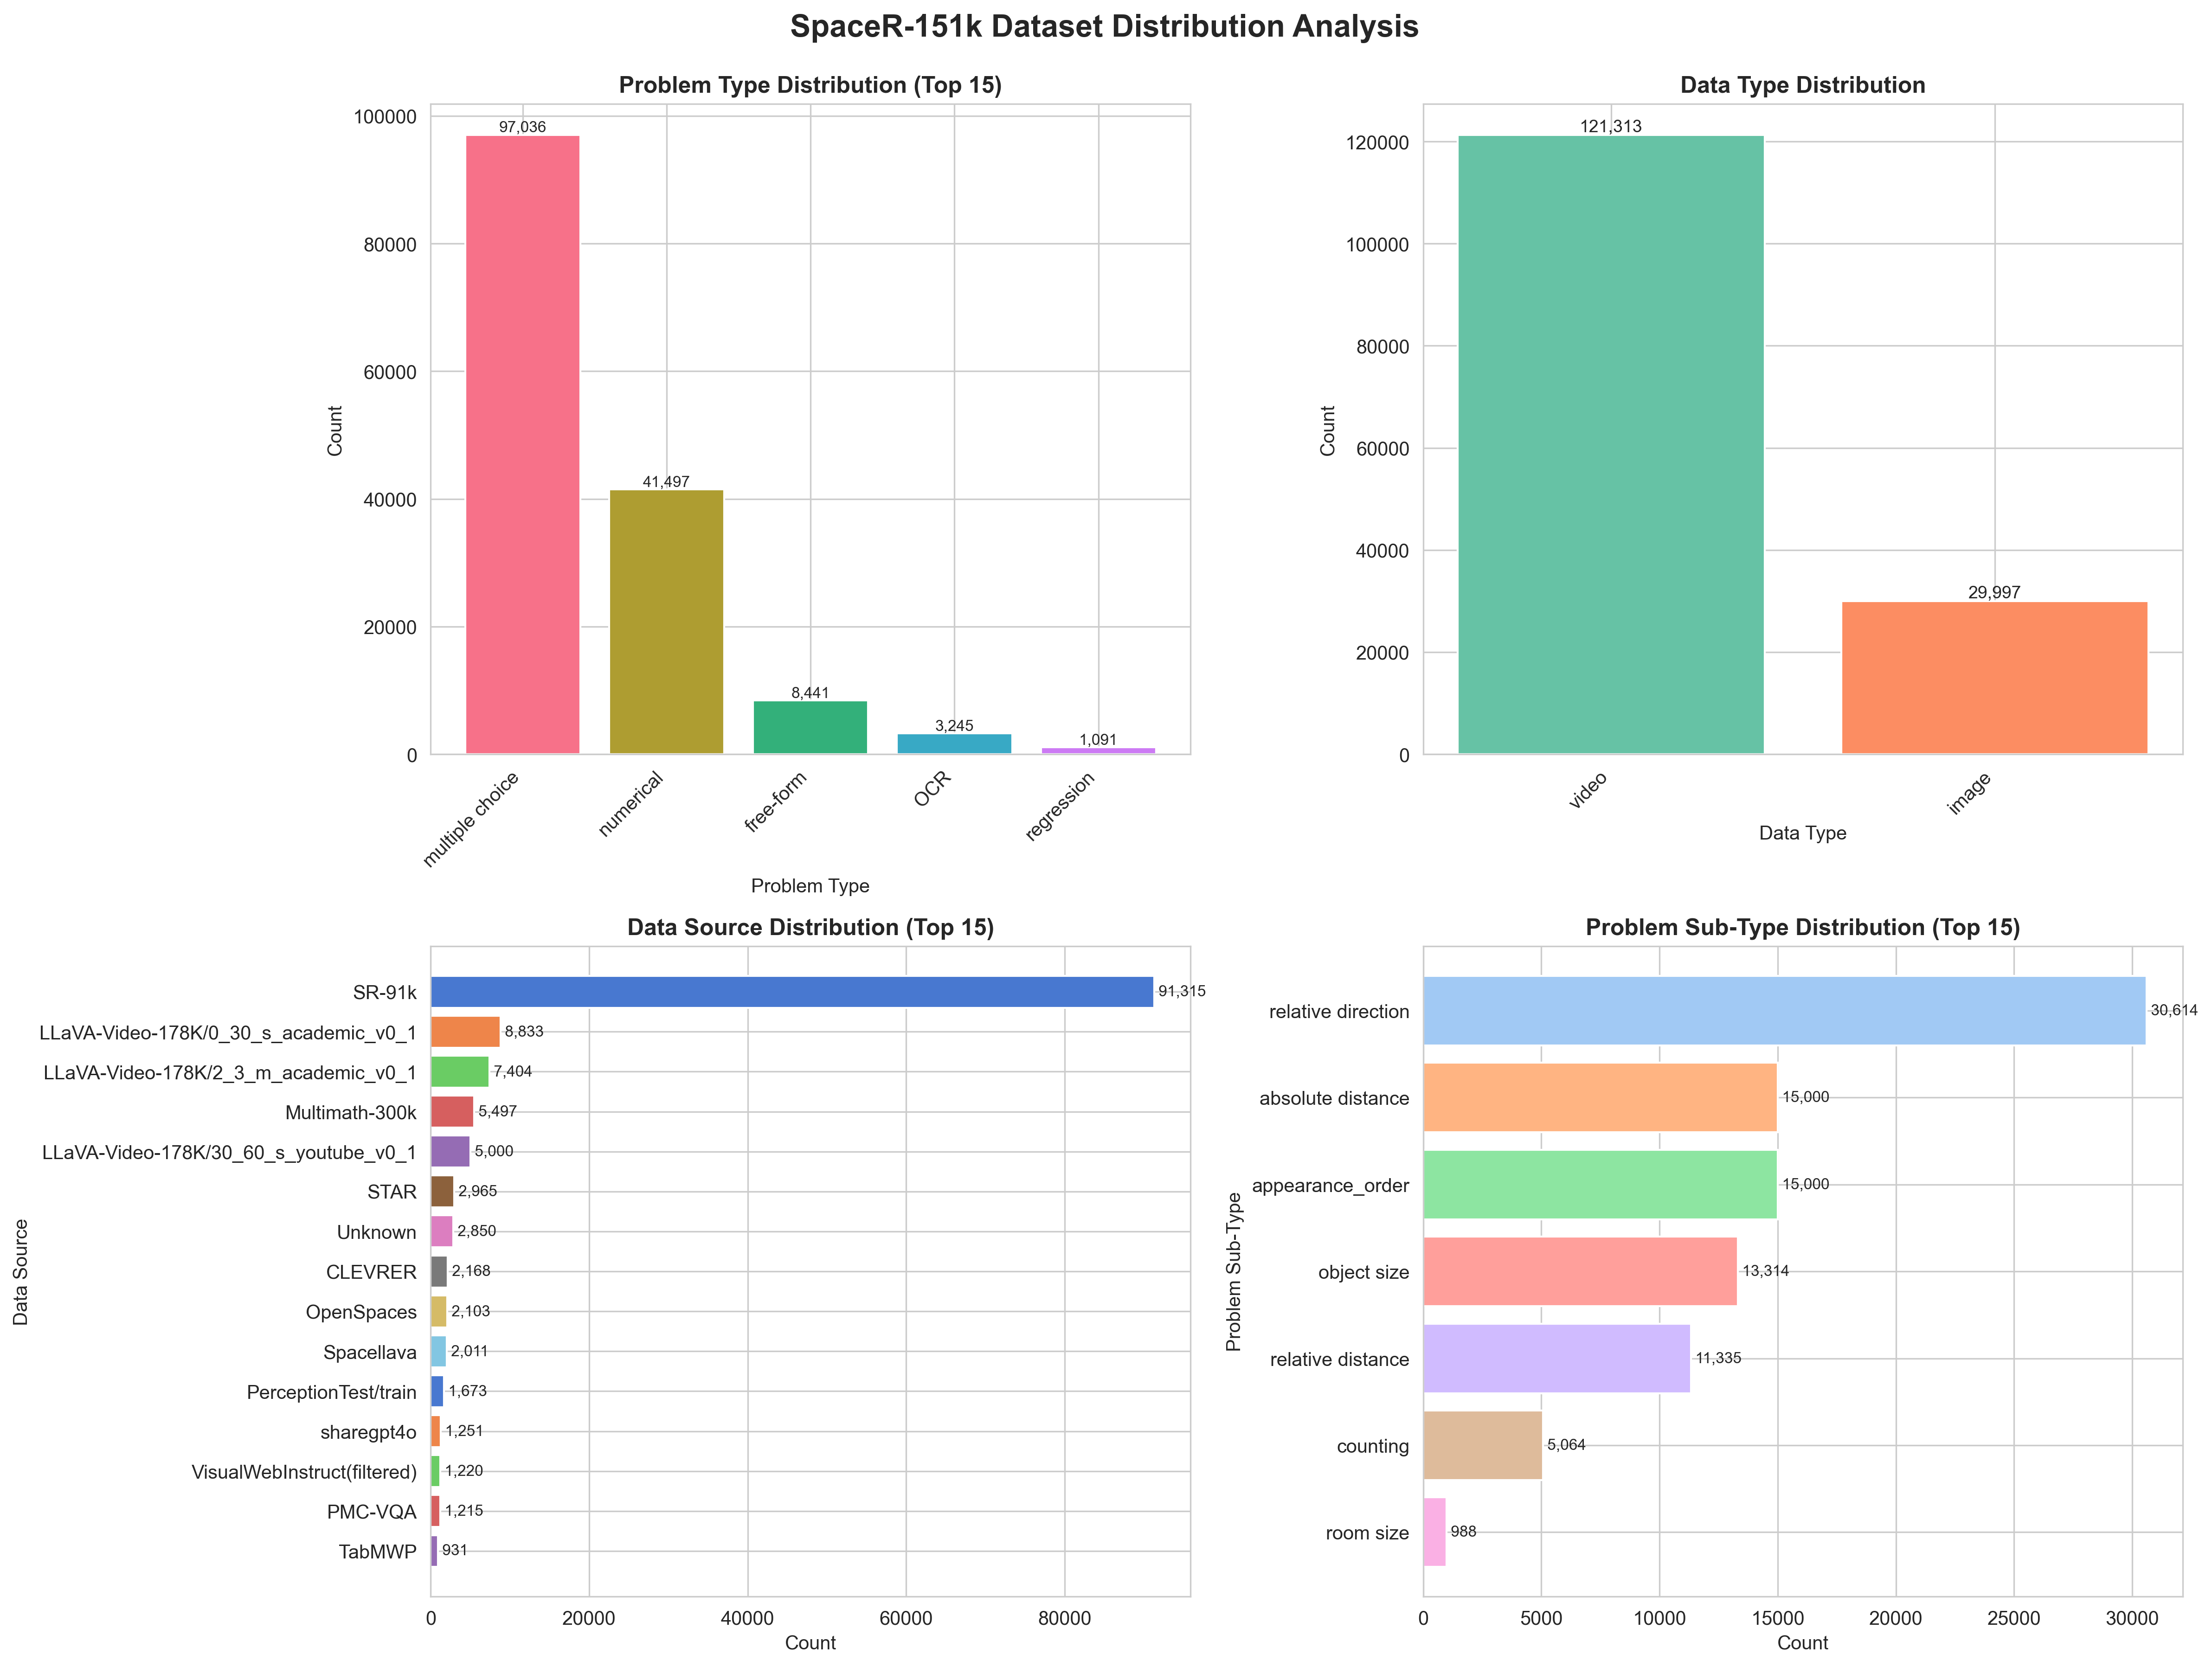 SpaceR-151k Dataset Distribution Analysis
Problem Type Distribution (Top 15)
Count
100000
80000
60000
40000
20000
0
97,036
41,497
8,441
3,245
1,091
multiple choice
numerical
free-form
OCR
regression
Problem Type
Data Type Distribution
Count
120000
100000
80000
60000
40000
20000
0
121,313
29,997
video
image
Data Type
Data Source Distribution (Top 15)
Data Source
SR-91k 91,315
LLaVA-Video-178K/0_30_s_academic_v0_1 8,833
LLaVA-Video-178K/2_3_m_academic_v0_1 7,404
Multimath-300k 5,497
LLaVA-Video-178K/30_60_s_youtube_v0_1 5,000
STAR 2,965
Unknown 2,850
CLEVRER 2,168
OpenSpaces 2,103
Spacellava 2,011
PerceptionTest/train 1,673
sharegpt4o 1,251
VisualWebInstruct(filtered) 1,220
PMC-VQA 1,215
TabMWP 931
0 20000 40000 60000 80000
Count
Problem Sub-Type Distribution (Top 15)
Problem Sub-Type
relative direction 30,614
absolute distance 15,000
appearance_order 15,000
object size 13,314
relative distance 11,335
counting 5,064
room size 988
0 5000 10000 15000 20000 25000 30000
Count